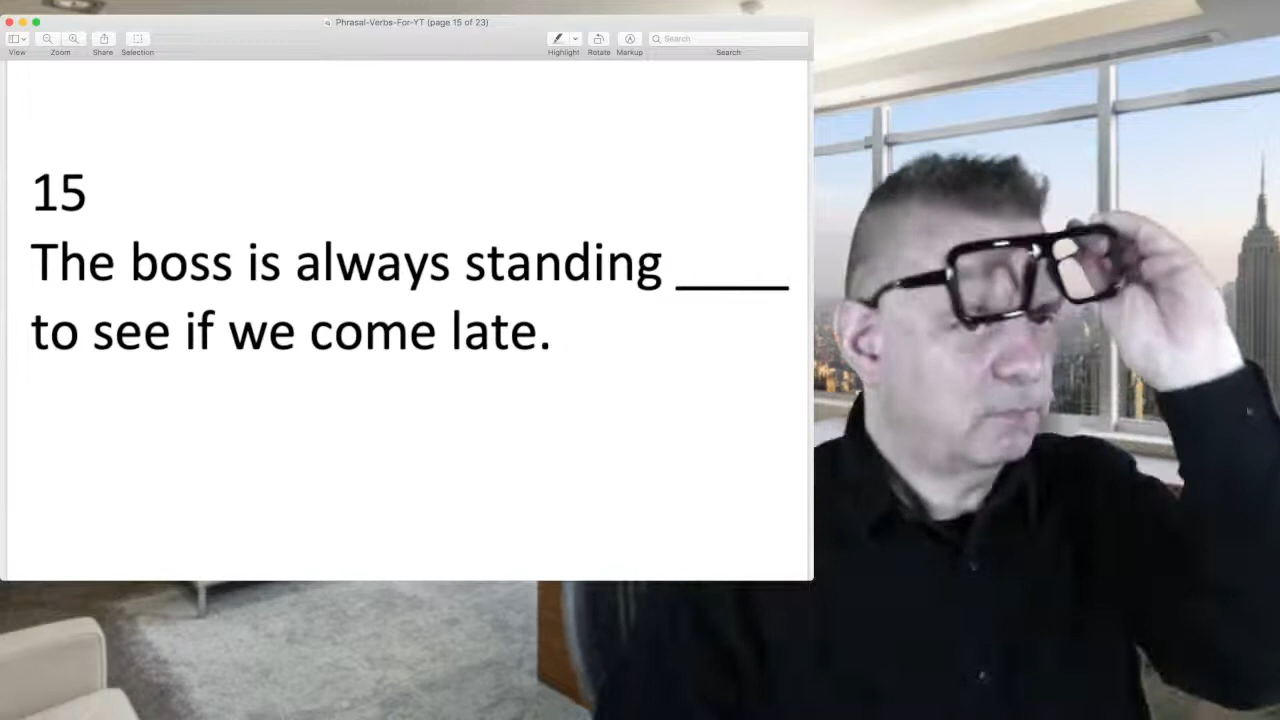 Phrasal-Verbs-For-YT (page 15 of 23)
View Zoom Share Selection Highlight Rotate Markup Search
Search
15
The boss is always standing _____
to see if we come late.